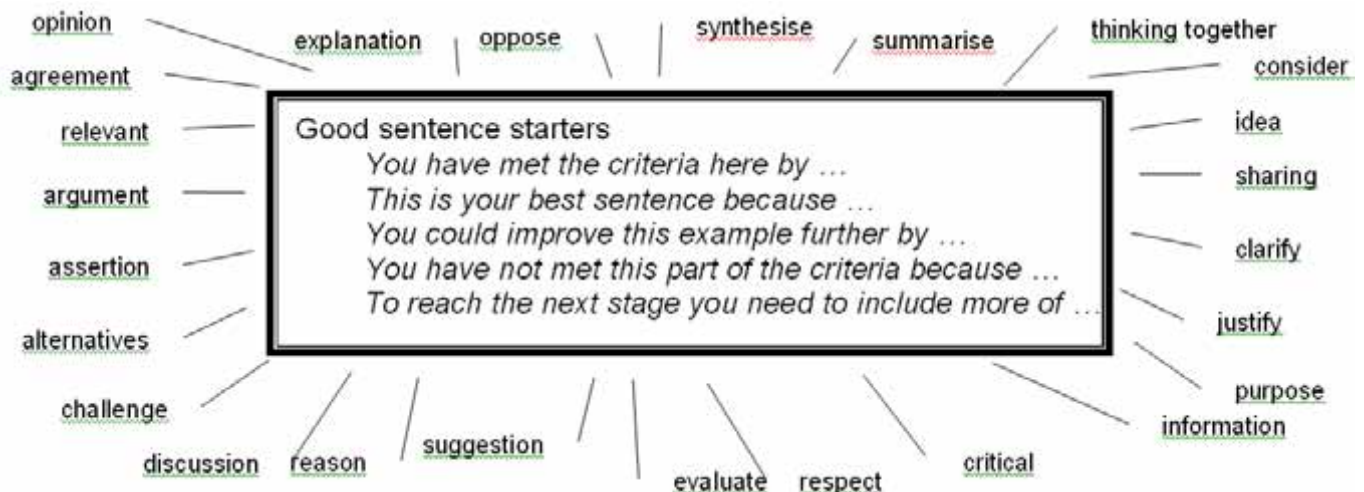 opinion
explanation
oppose
synthesise
summarise
thinking together
agreement
consider
relevant
idea
argument
sharing
assertion
clarify
alternatives
justify
challenge
purpose
information
discussion
reason
suggestion
evaluate
respect
critical
Good sentence starters
You have met the criteria here by …
This is your best sentence because …
You could improve this example further by …
You have not met this part of the criteria because …
To reach the next stage you need to include more of …